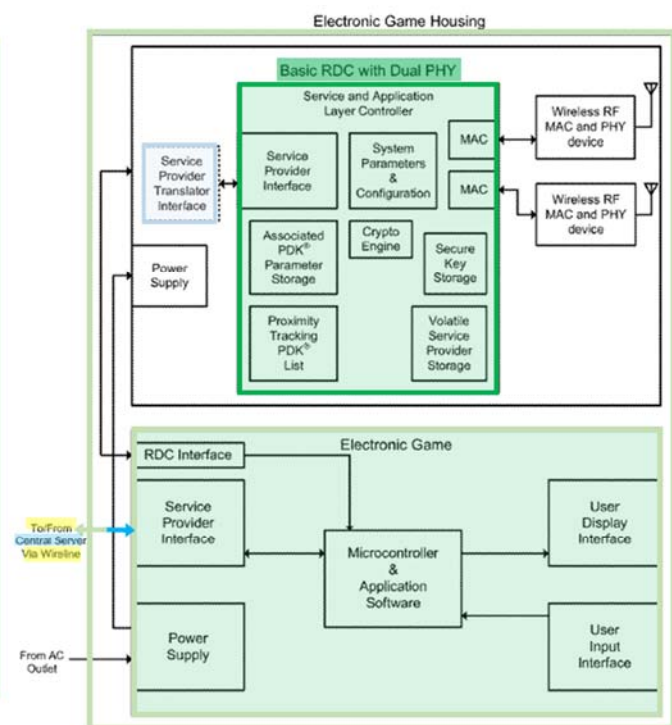 Electronic Game Housing
Basic RDC with Dual PHY
Service and Application
Layer Controller
Service
Provider
Translator
Interface
Service
Provider
Interface
System
Parameters
&
Configuration
MAC
MAC
Wireless RF
MAC and PHY
device
Wireless RF
MAC and PHY
device
Power
Supply
Associated
PDK®
Parameter
Storage
Crypto
Engine
Secure
Key
Storage
Proximity
Tracking
PDK®
List
Volatile
Service
Provider
Storage
Electronic Game
RDC Interface
To/From
Central Server
Via Wireline
Service
Provider
Interface
Microcontroller
&
Application
Software
User
Display
Interface
From AC
Outlet
Power
Supply
User
Input
Interface